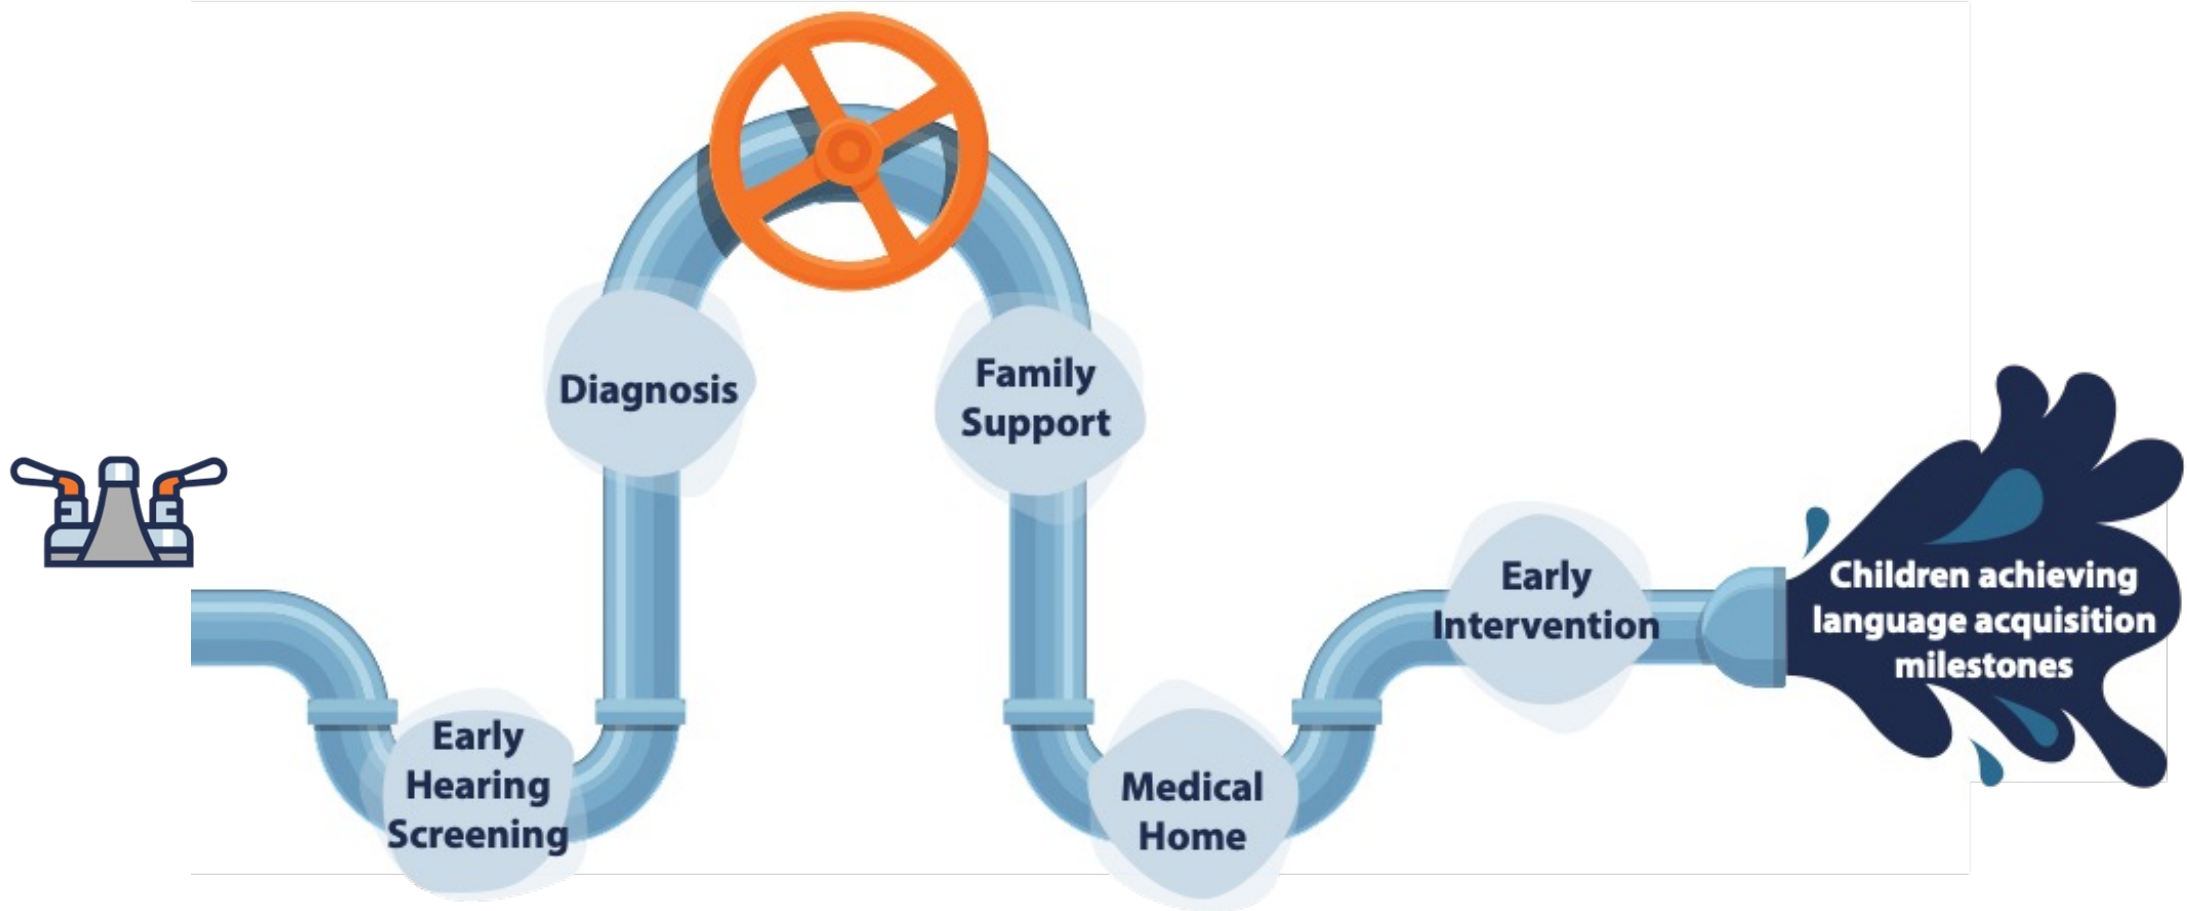 Early
Hearing
Screening
Diagnosis
Family
Support
Medical
Home
Early
Intervention
Children achieving
language acquisition
milestones